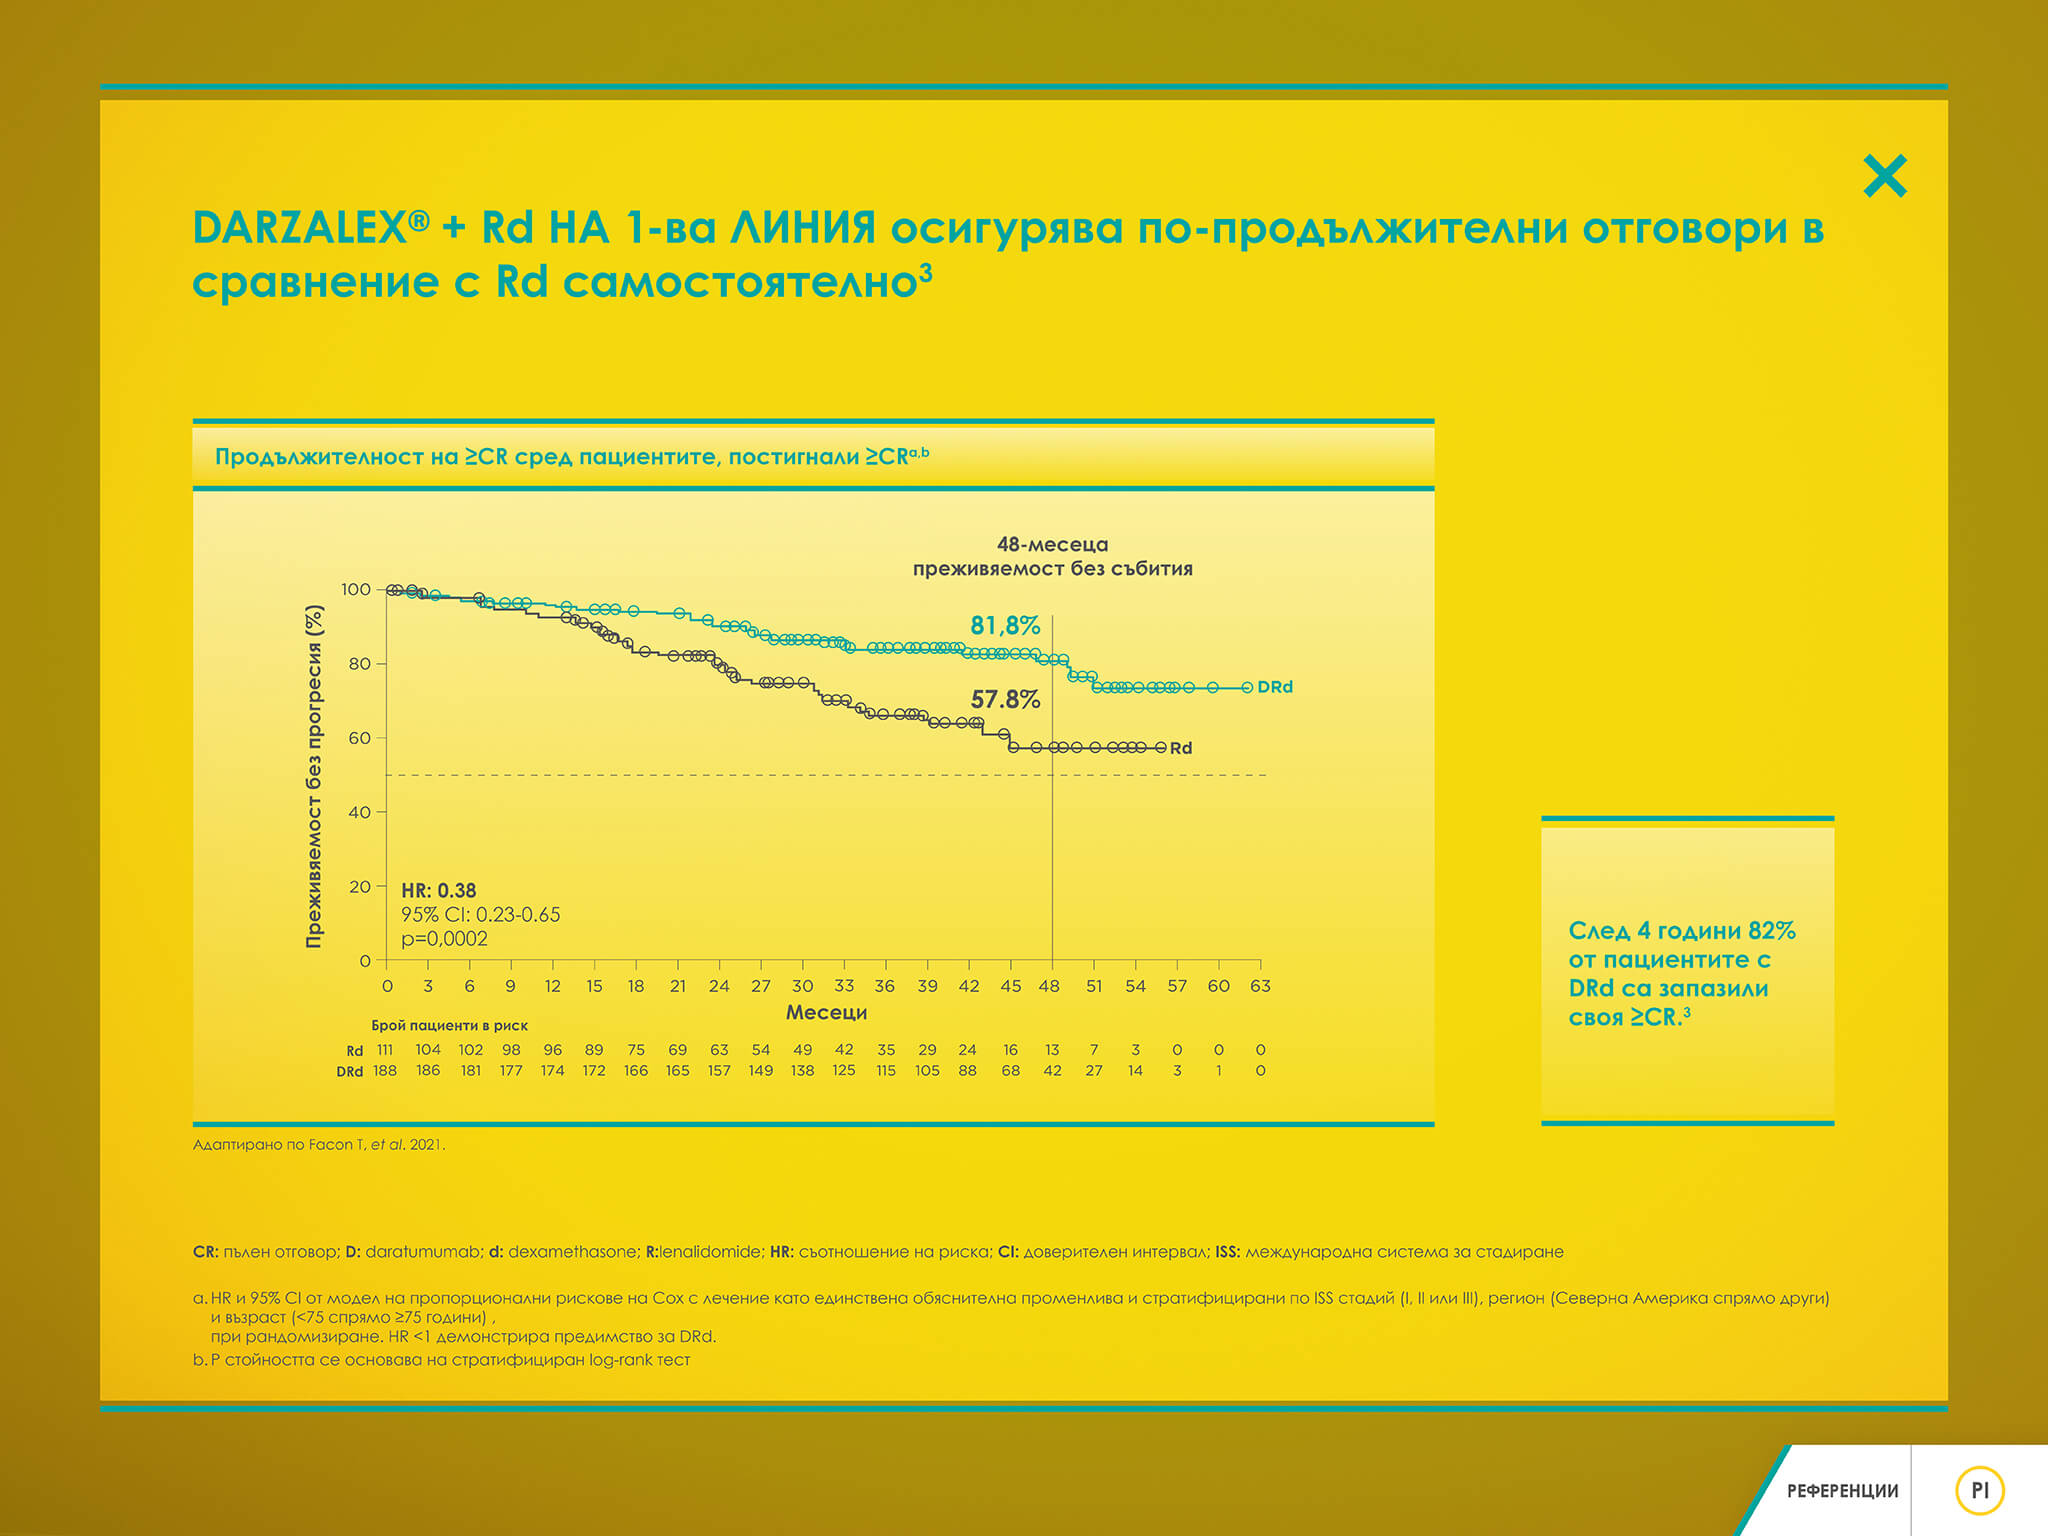 DARZALEX® + Rd НА 1-ва ЛИНИЯ осигурява по-продължителни отговори в
сравнение с Rd самостоятелно³
Продължителност на ≥CR сред пациентите, постигнали ≥CRᵃ,ᵇ
48-месеца
преживяемост без събития
Преживяемост без прогресия (%)
100
80
60
40
20
0
81,8%
57.8%
DRd
Rd
HR: 0.38
95% CI: 0.23-0.65
p=0,0002
0 3 6 9 12 15 18 21 24 27 30 33 36 39 42 45 48 51 54 57 60 63
Месеци
Брой пациенти в риск
Rd 111 104 102 98 96 89 75 69 63 54 49 42 35 29 24 16 13 7 3 0 0 0
DRd 188 186 181 177 174 172 166 165 157 149 138 125 115 105 88 68 42 27 14 3 1 0
След 4 години 82%
от пациентите с
DRd са запазили
своя ≥CR.³
Адаптирано по Facon T, et al. 2021.
CR: пълен отговор; D: daratumumab; d: dexamethasone; R:lenalidomide; HR: съотношение на риска; CI: доверителен интервал; ISS: международна система за стадиране
a. HR и 95% CI от модел на пропорционални рискове на Cox с лечение като единствена обяснителна променлива и стратифицирани по ISS стадий (I, II или III), регион (Северна Америка спрямо други)
и възраст (<75 спрямо ≥75 години) ,
при рандомизиране. HR <1 демонстрира предимство за DRd.
b. P стойността се основава на стратифициран log-rank тест
РЕФЕРЕНЦИИ
PI